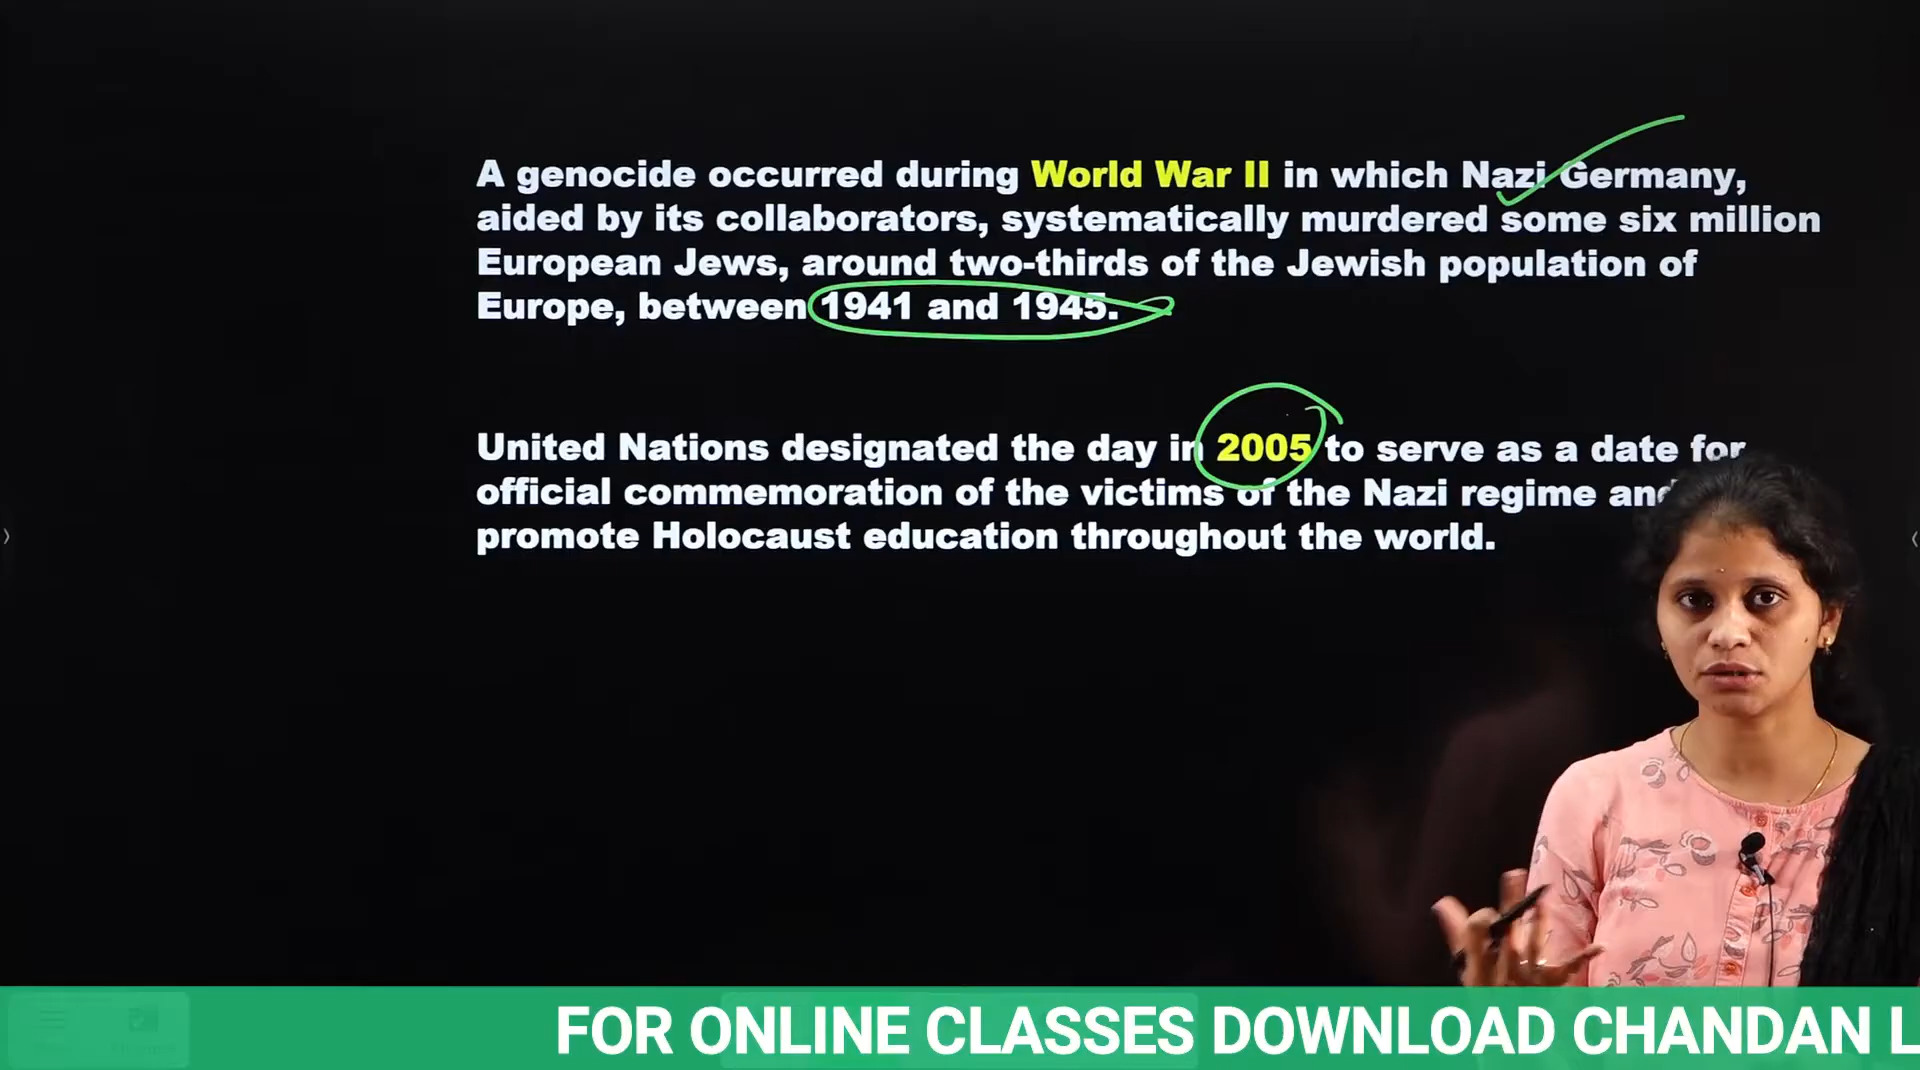 A genocide occurred during World War II in which Nazi Germany,
aided by its collaborators, systematically murdered some six million
European Jews, around two-thirds of the Jewish population of
Europe, between 1941 and 1945.
United Nations designated the day in 2005 to serve as a date for
official commemoration of the victims of the Nazi regime and
promote Holocaust education throughout the world.
FOR ONLINE CLASSES DOWNLOAD CHANDAN L